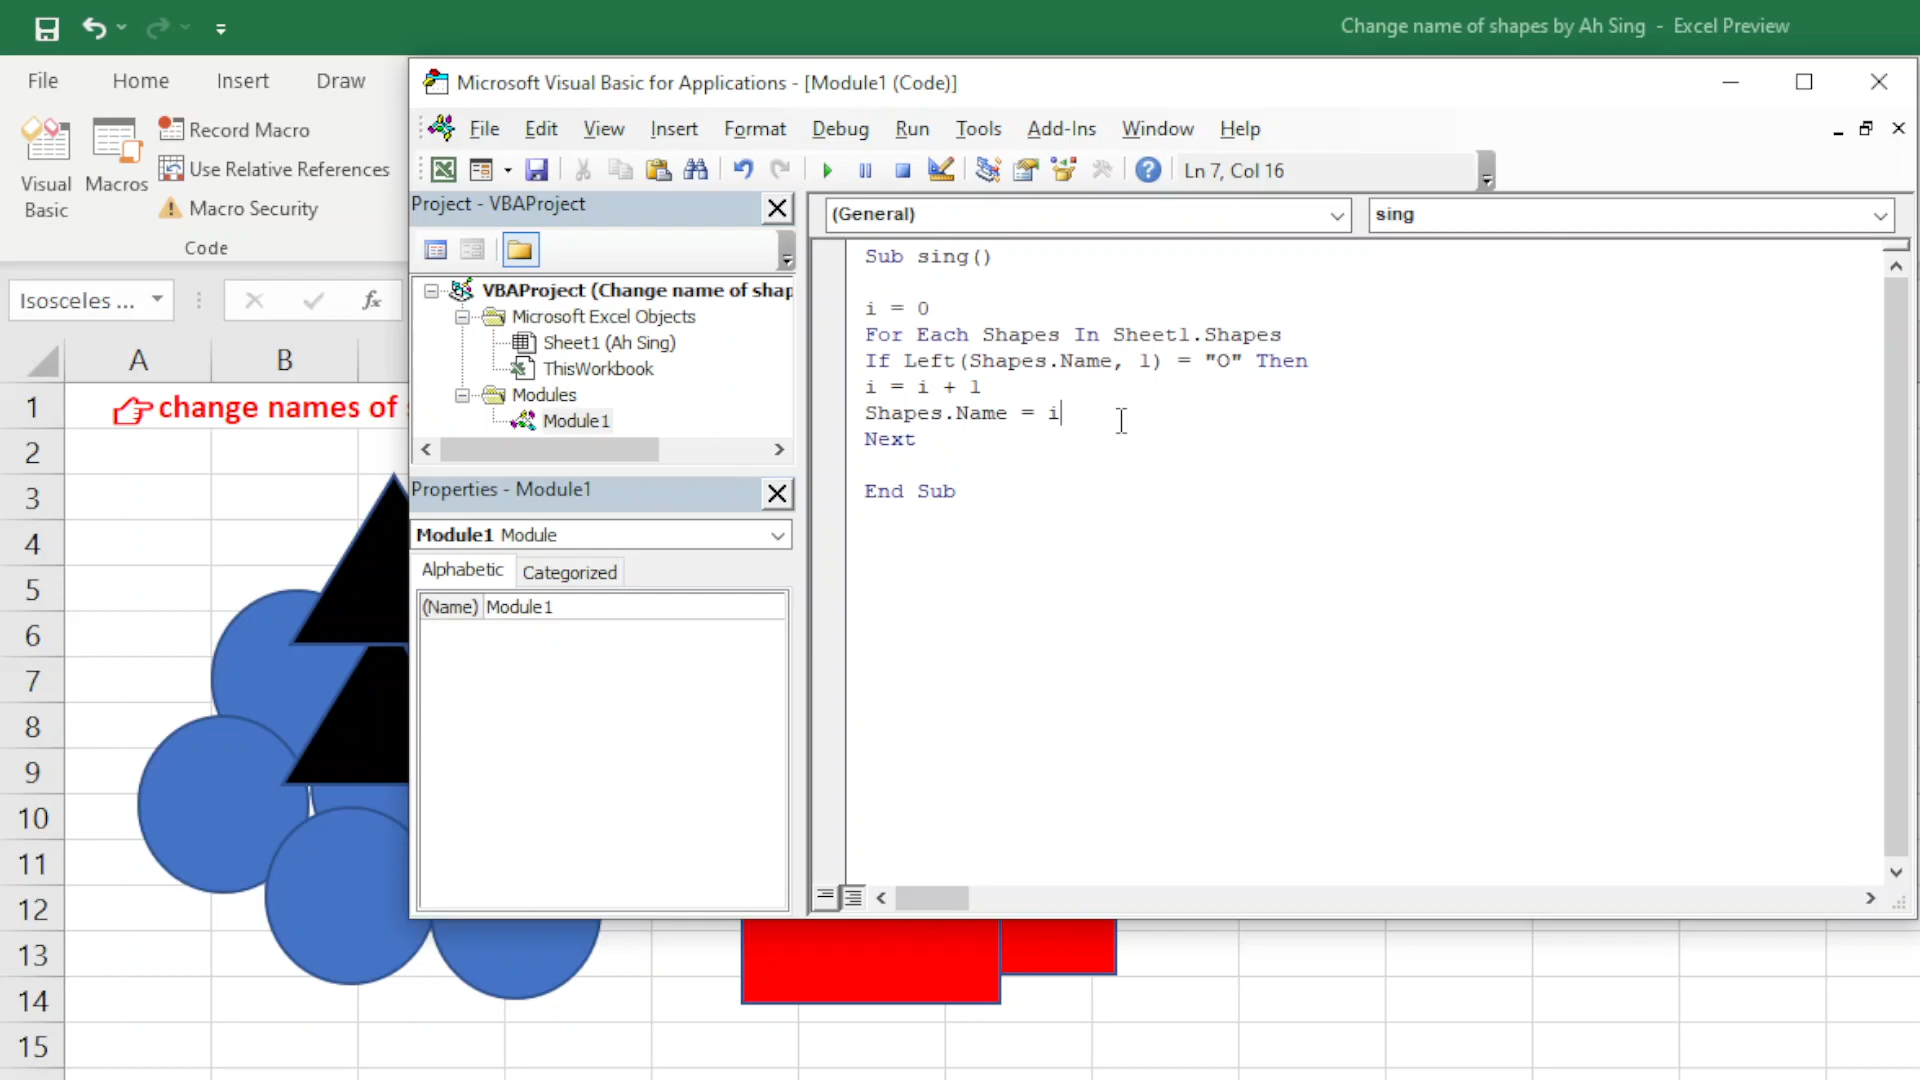 Change name of shapes by Ah Sing - Excel Preview
File Home Insert Draw
Visual Basic
Macros
Record Macro
Use Relative References
Macro Security
Code
Isosceles ...
fx
A B
1 change names of
2
3
4
5
6
7
8
9
10
11
12
13
14
15
Microsoft Visual Basic for Applications - [Module1 (Code)]
File Edit View Insert Format Debug Run Tools Add-Ins Window Help
Ln 7, Col 16
Project - VBAProject
VBAProject (Change name of shap
Microsoft Excel Objects
Sheet1 (Ah Sing)
ThisWorkbook
Modules
Module1
Properties - Module1
Module1 Module
Alphabetic Categorized
(Name) Module1
(General) sing
Sub sing()
i = 0
For Each Shapes In Sheet1.Shapes
If Left(Shapes.Name, 1) = "O" Then
i = i + 1
Shapes.Name = i
Next
End Sub